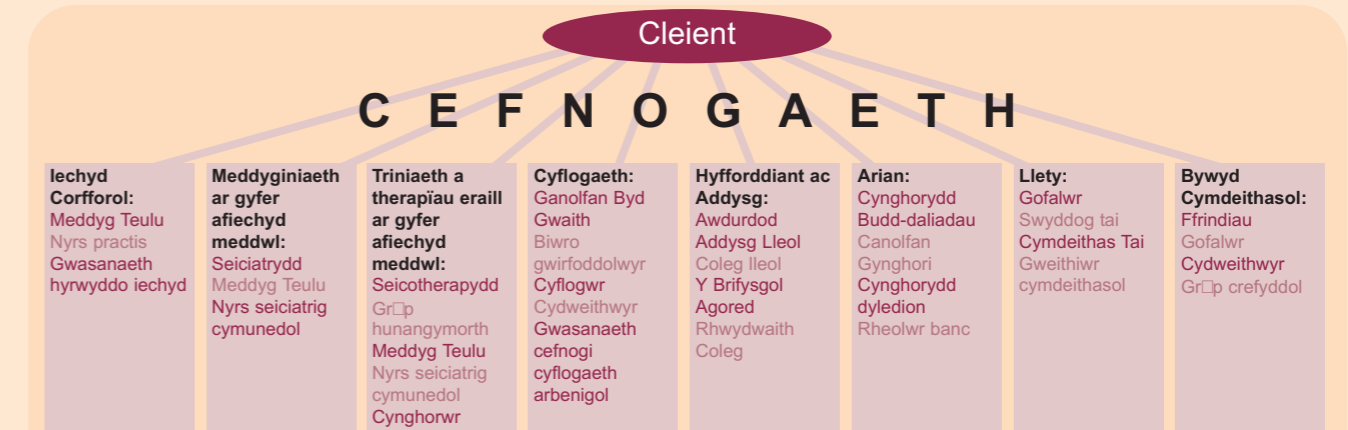 Cleient
C E F N O G A E T H
Iechyd
Corfforol:
Meddyg Teulu
Nyrs practis
Gwasanaeth
hyrwyddo iechyd
Meddyginiaeth
ar gyfer
afiechyd
meddwl:
Seiciatrydd
Meddyg Teulu
Nyrs seiciatrig
cymunedol
Triniaeth a
therapïau eraill
ar gyfer
afiechyd
meddwl:
Seicotherapydd
Gr□p
hunangymorth
Meddyg Teulu
Nyrs seiciatrig
cymunedol
Cynghorwr
Cyflogaeth:
Ganolfan Byd
Gwaith
Biwro
gwirfoddolwyr
Cyflogwr
Cydweithwyr
Gwasanaeth
cefnogi
cyflogaeth
arbenigol
Hyfforddiant ac
Addysg:
Awdurdod
Addysg Lleol
Coleg lleol
Y Brifysgol
Agored
Rhwydwaith
Coleg
Arian:
Cynghorydd
Budd-daliadau
Canolfan
Gynghori
Cynghorydd
dyledion
Rheolwr banc
Llety:
Gofalwr
Swyddog tai
Cymdeithas Tai
Gweithiwr
cymdeithasol
Bywyd
Cymdeithasol:
Ffrindiau
Gofalwr
Cydweithwyr
Gr□p crefyddol